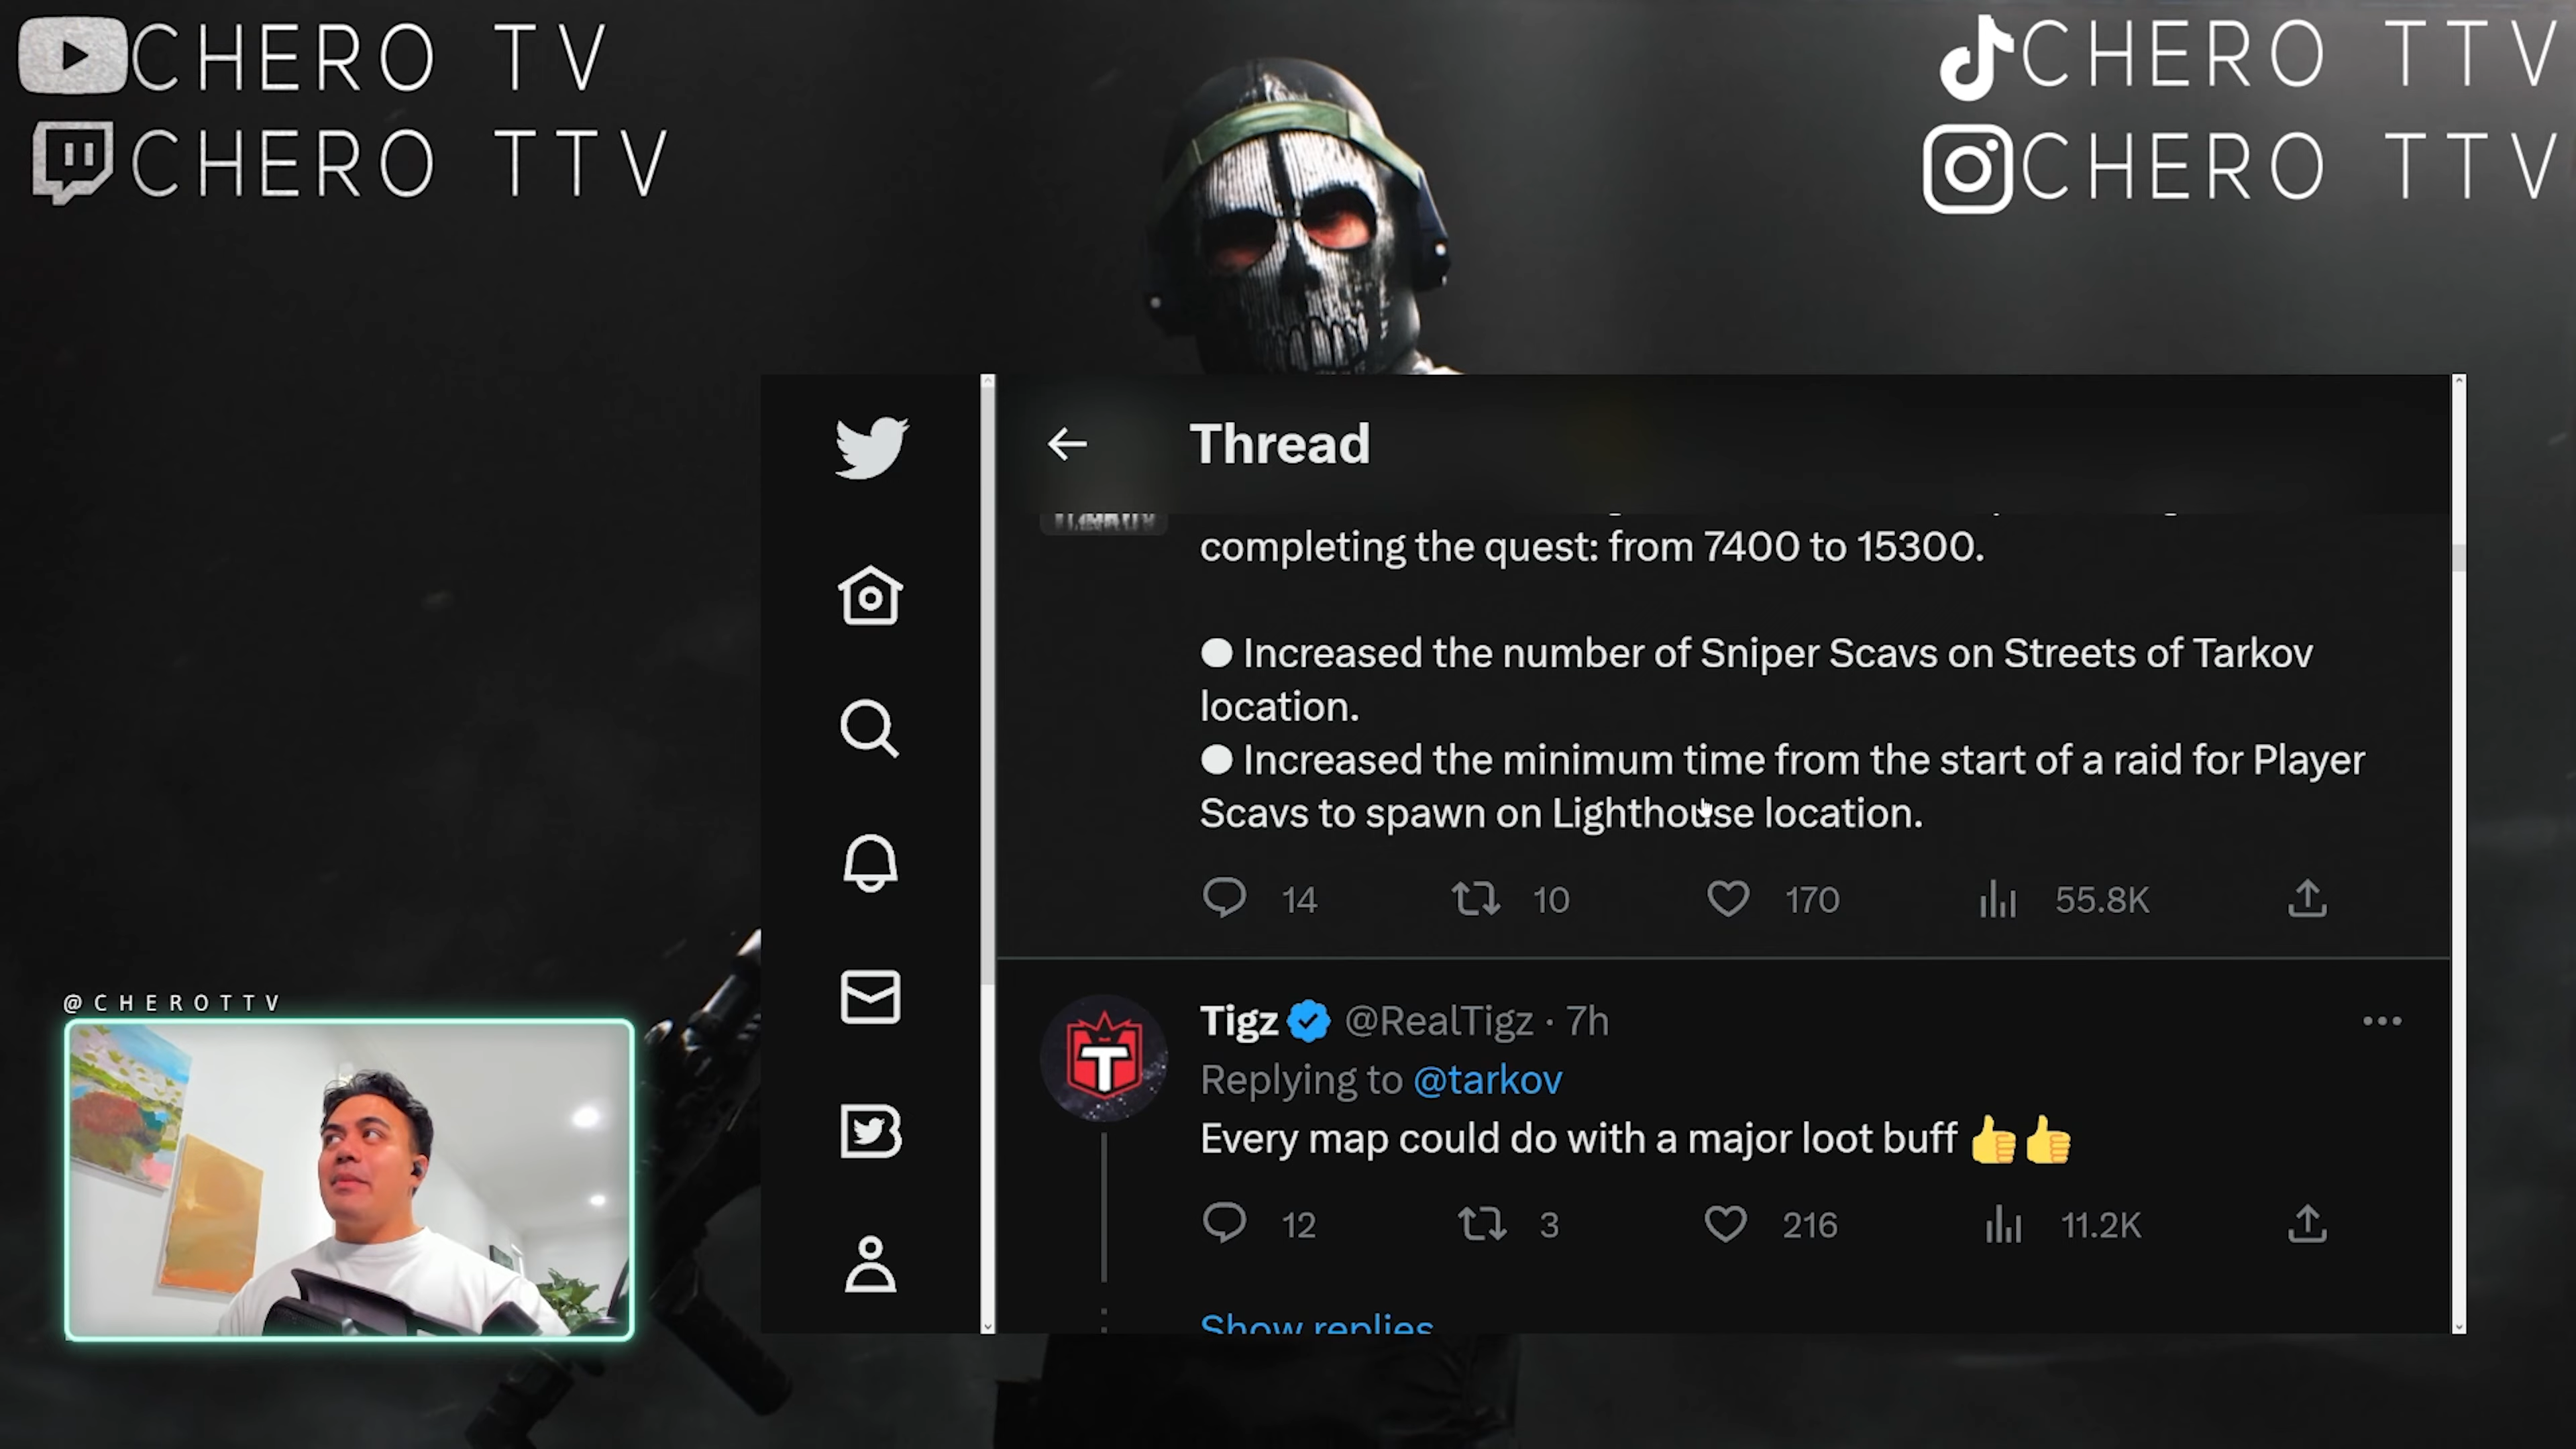 CHERO TV
CHERO TTV
CHERO TTV
CHERO TTV
Thread
completing the quest: from 7400 to 15300.
Increased the number of Sniper Scavs on Streets of Tarkov
location.
Increased the minimum time from the start of a raid for Player
Scavs to spawn on Lighthouse location.
14 10 170 55.8K
Tigz @RealTigz · 7h
Replying to @tarkov
Every map could do with a major loot buff 👍👍
12 3 216 11.2K
Show replies
@CHEROTTV